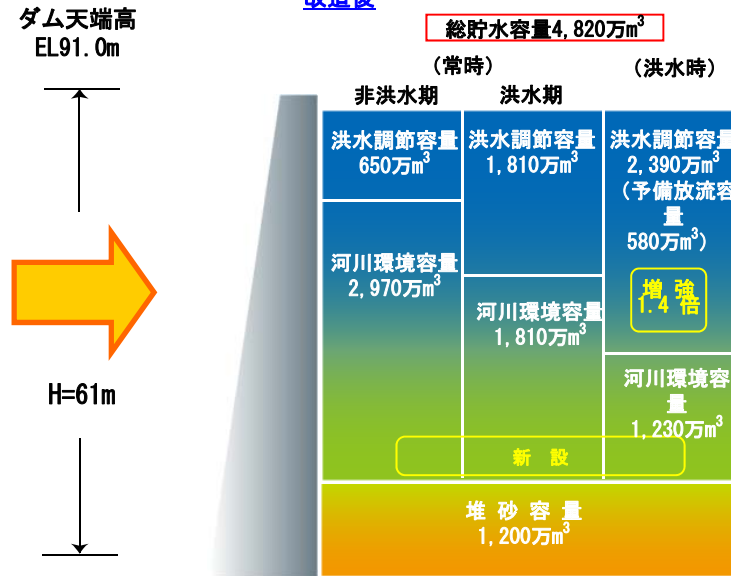 改造後
ダム天端高
EL91.0m
総貯水容量4,820万m³
(常時)
(洪水時)
非洪水期
洪水期
洪水調節容量
650万m³
洪水調節容量
1,810万m³
洪水調節容量
2,390万m³
(予備放流容
量
580万m³)
河川環境容量
2,970万m³
増 強
1.4 倍
河川環境容量
1,810万m³
H=61m
河川環境容
量
1,230万m³
新 設
堆 砂 容 量
1,200万m³